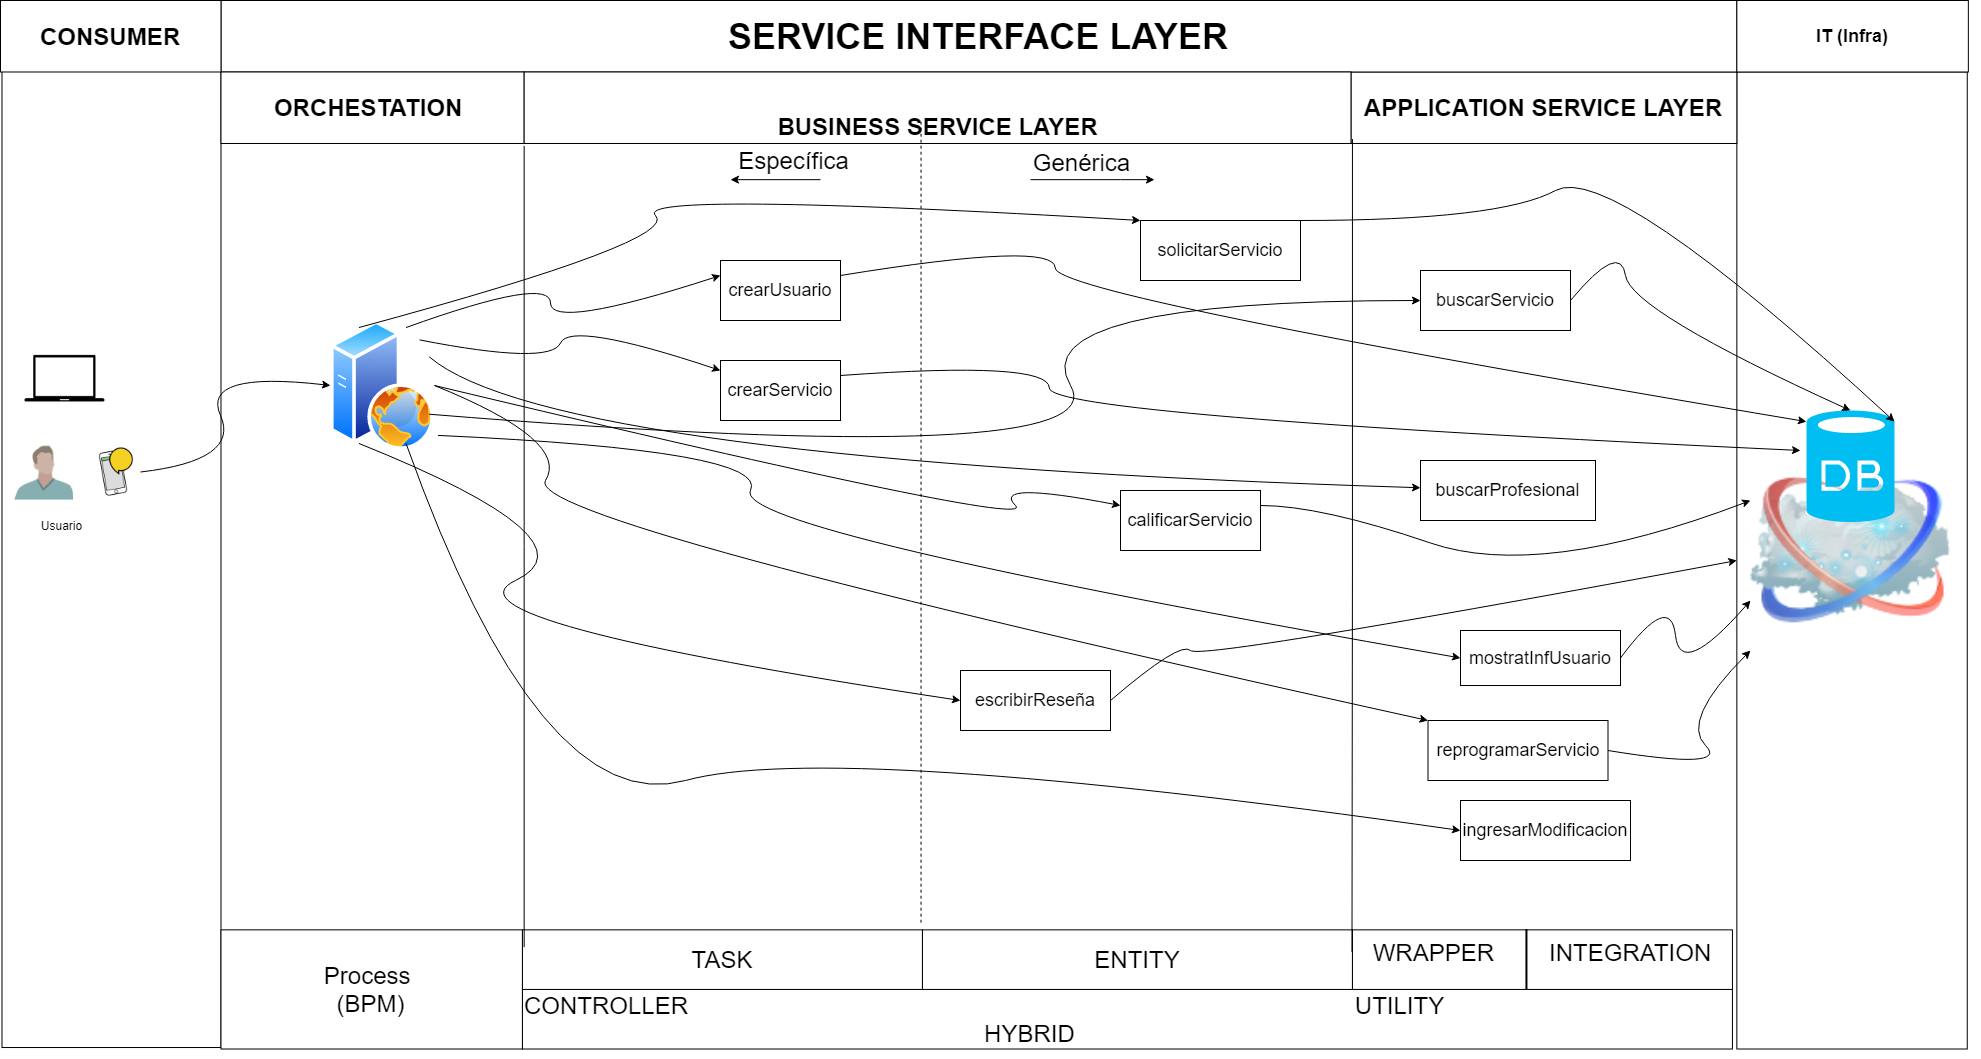 CONSUMER
SERVICE INTERFACE LAYER
IT (Infra)
ORCHESTATION
BUSINESS SERVICE LAYER
APPLICATION SERVICE LAYER
Específica
Genérica
solicitarServicio
crearUsuario
buscarServicio
crearServicio
buscarProfesional
DB
calificarServicio
Usuario
mostratInfUsuario
escribirReseña
reprogramarServicio
ingresarModificacion
Process
(BPM)
TASK
ENTITY
WRAPPER
INTEGRATION
CONTROLLER
UTILITY
HYBRID